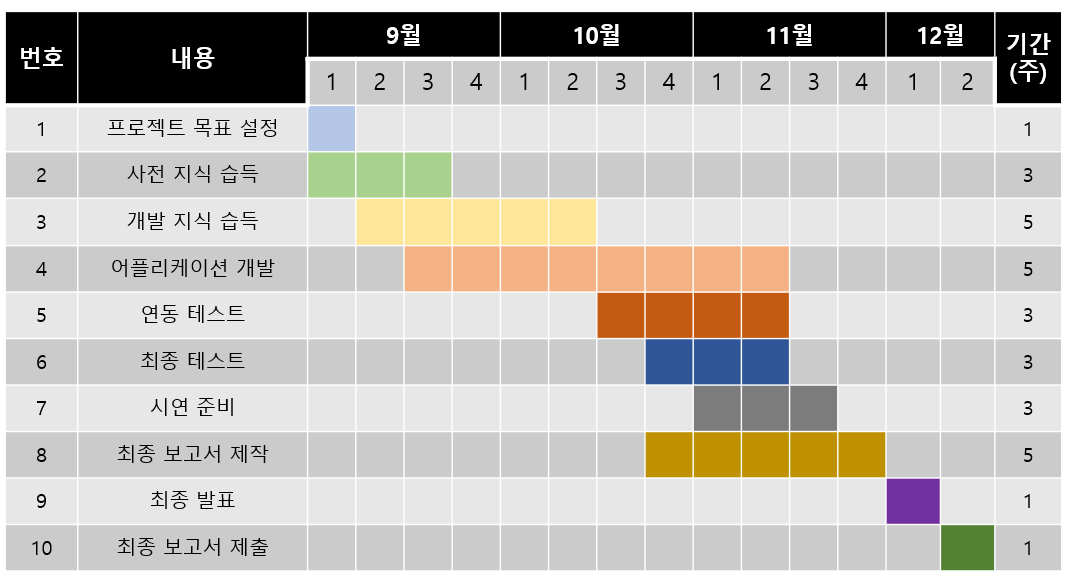 번호 내용 9월 10월 11월 12월 기간
(주)
1 2 3 4 1 2 3 4 1 2 3 4 1 2
1 프로젝트 목표 설정 1
2 사전 지식 습득 3
3 개발 지식 습득 5
4 어플리케이션 개발 5
5 연동 테스트 3
6 최종 테스트 3
7 시연 준비 3
8 최종 보고서 제작 5
9 최종 발표 1
10 최종 보고서 제출 1